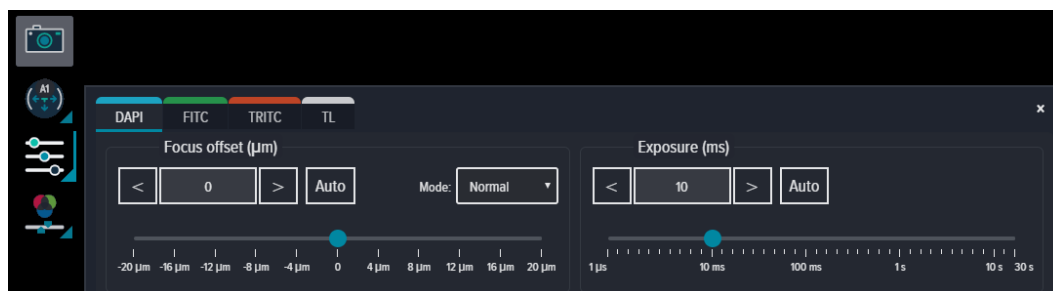 A1
DAPI FITC TRITC TL ×
Focus offset (µm) Exposure (ms)
< 0 > Auto Mode: Normal ▼ < 10 > Auto
-20 µm -16 µm -12 µm -8 µm -4 µm 0 4 µm 8 µm 12 µm 16 µm 20 µm 1 µs 10 ms 100 ms 1 s 10 s 30 s